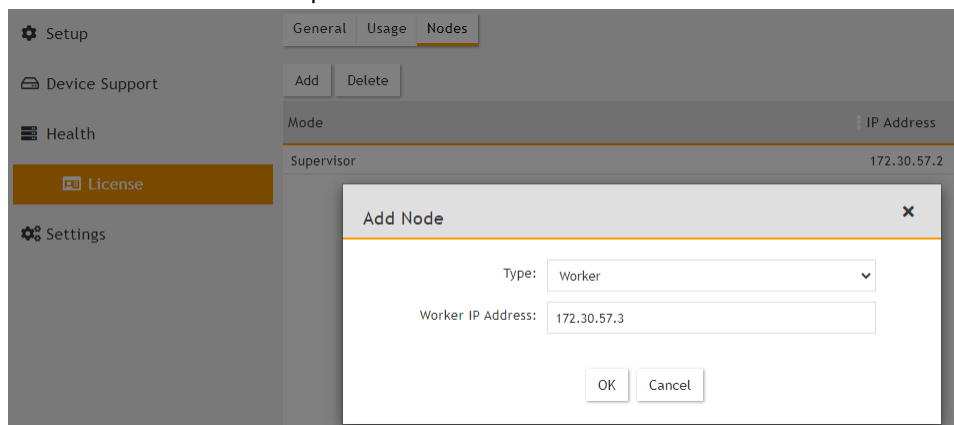 Setup
Device Support
Health
License
Settings
General Usage Nodes
Add Delete
Mode IP Address
Supervisor 172.30.57.2
Add Node ×
Type: Worker
Worker IP Address: 172.30.57.3
OK Cancel